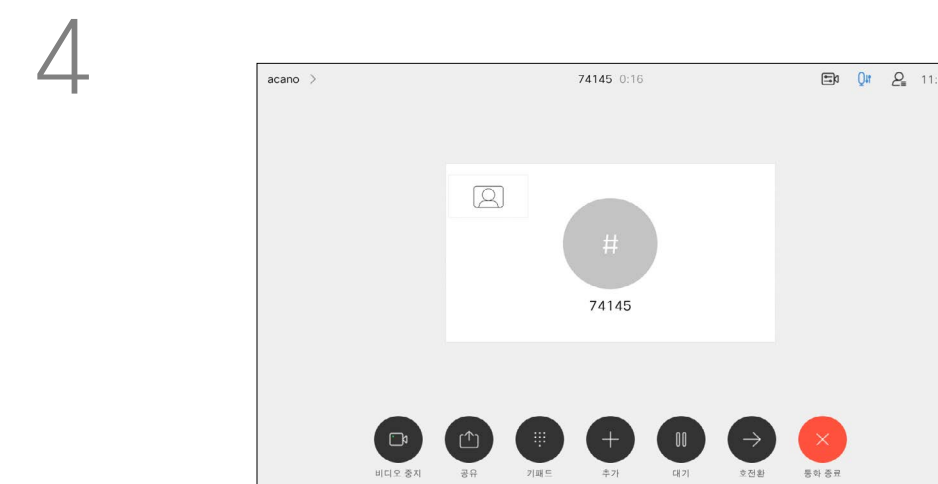 4
acano > 74145 0:16 11:
#
74145
비디오 중지 공유 키패드 추가 대기 호전환 통화 종료